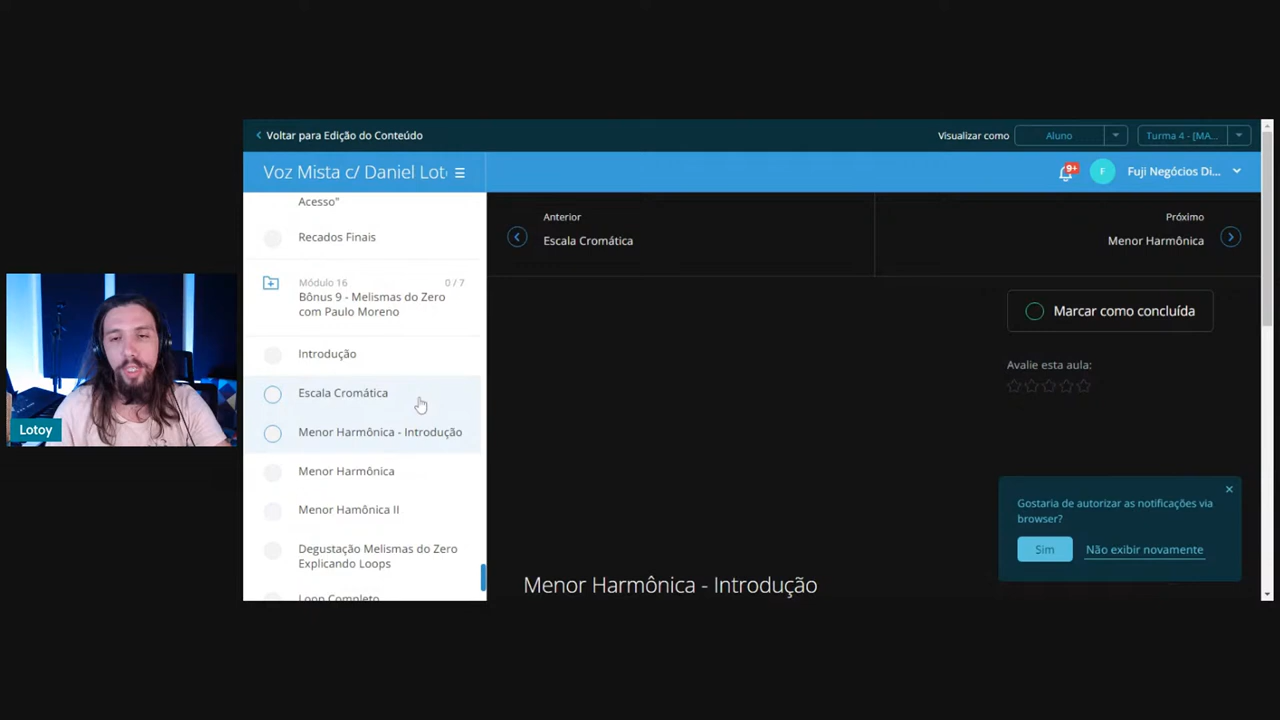 Voltar para Edição do Conteúdo
Visualizar como
Aluno
Turma 4 - [MA...
Voz Mista c/ Daniel Lot
9+
F
Fuji Negócios Di...
Acesso"
Recados Finais
Módulo 16
0 / 7
Bônus 9 - Melismas do Zero
com Paulo Moreno
Introdução
Escala Cromática
Menor Harmônica - Introdução
Menor Harmônica
Menor Hamônica II
Degustação Melismas do Zero
Explicando Loops
Loop Completo
Anterior
Escala Cromática
Próximo
Menor Harmônica
Marcar como concluída
Avalie esta aula:
Gostaria de autorizar as notificações via
browser?
Sim
Não exibir novamente
Menor Harmônica - Introdução
Lotoy